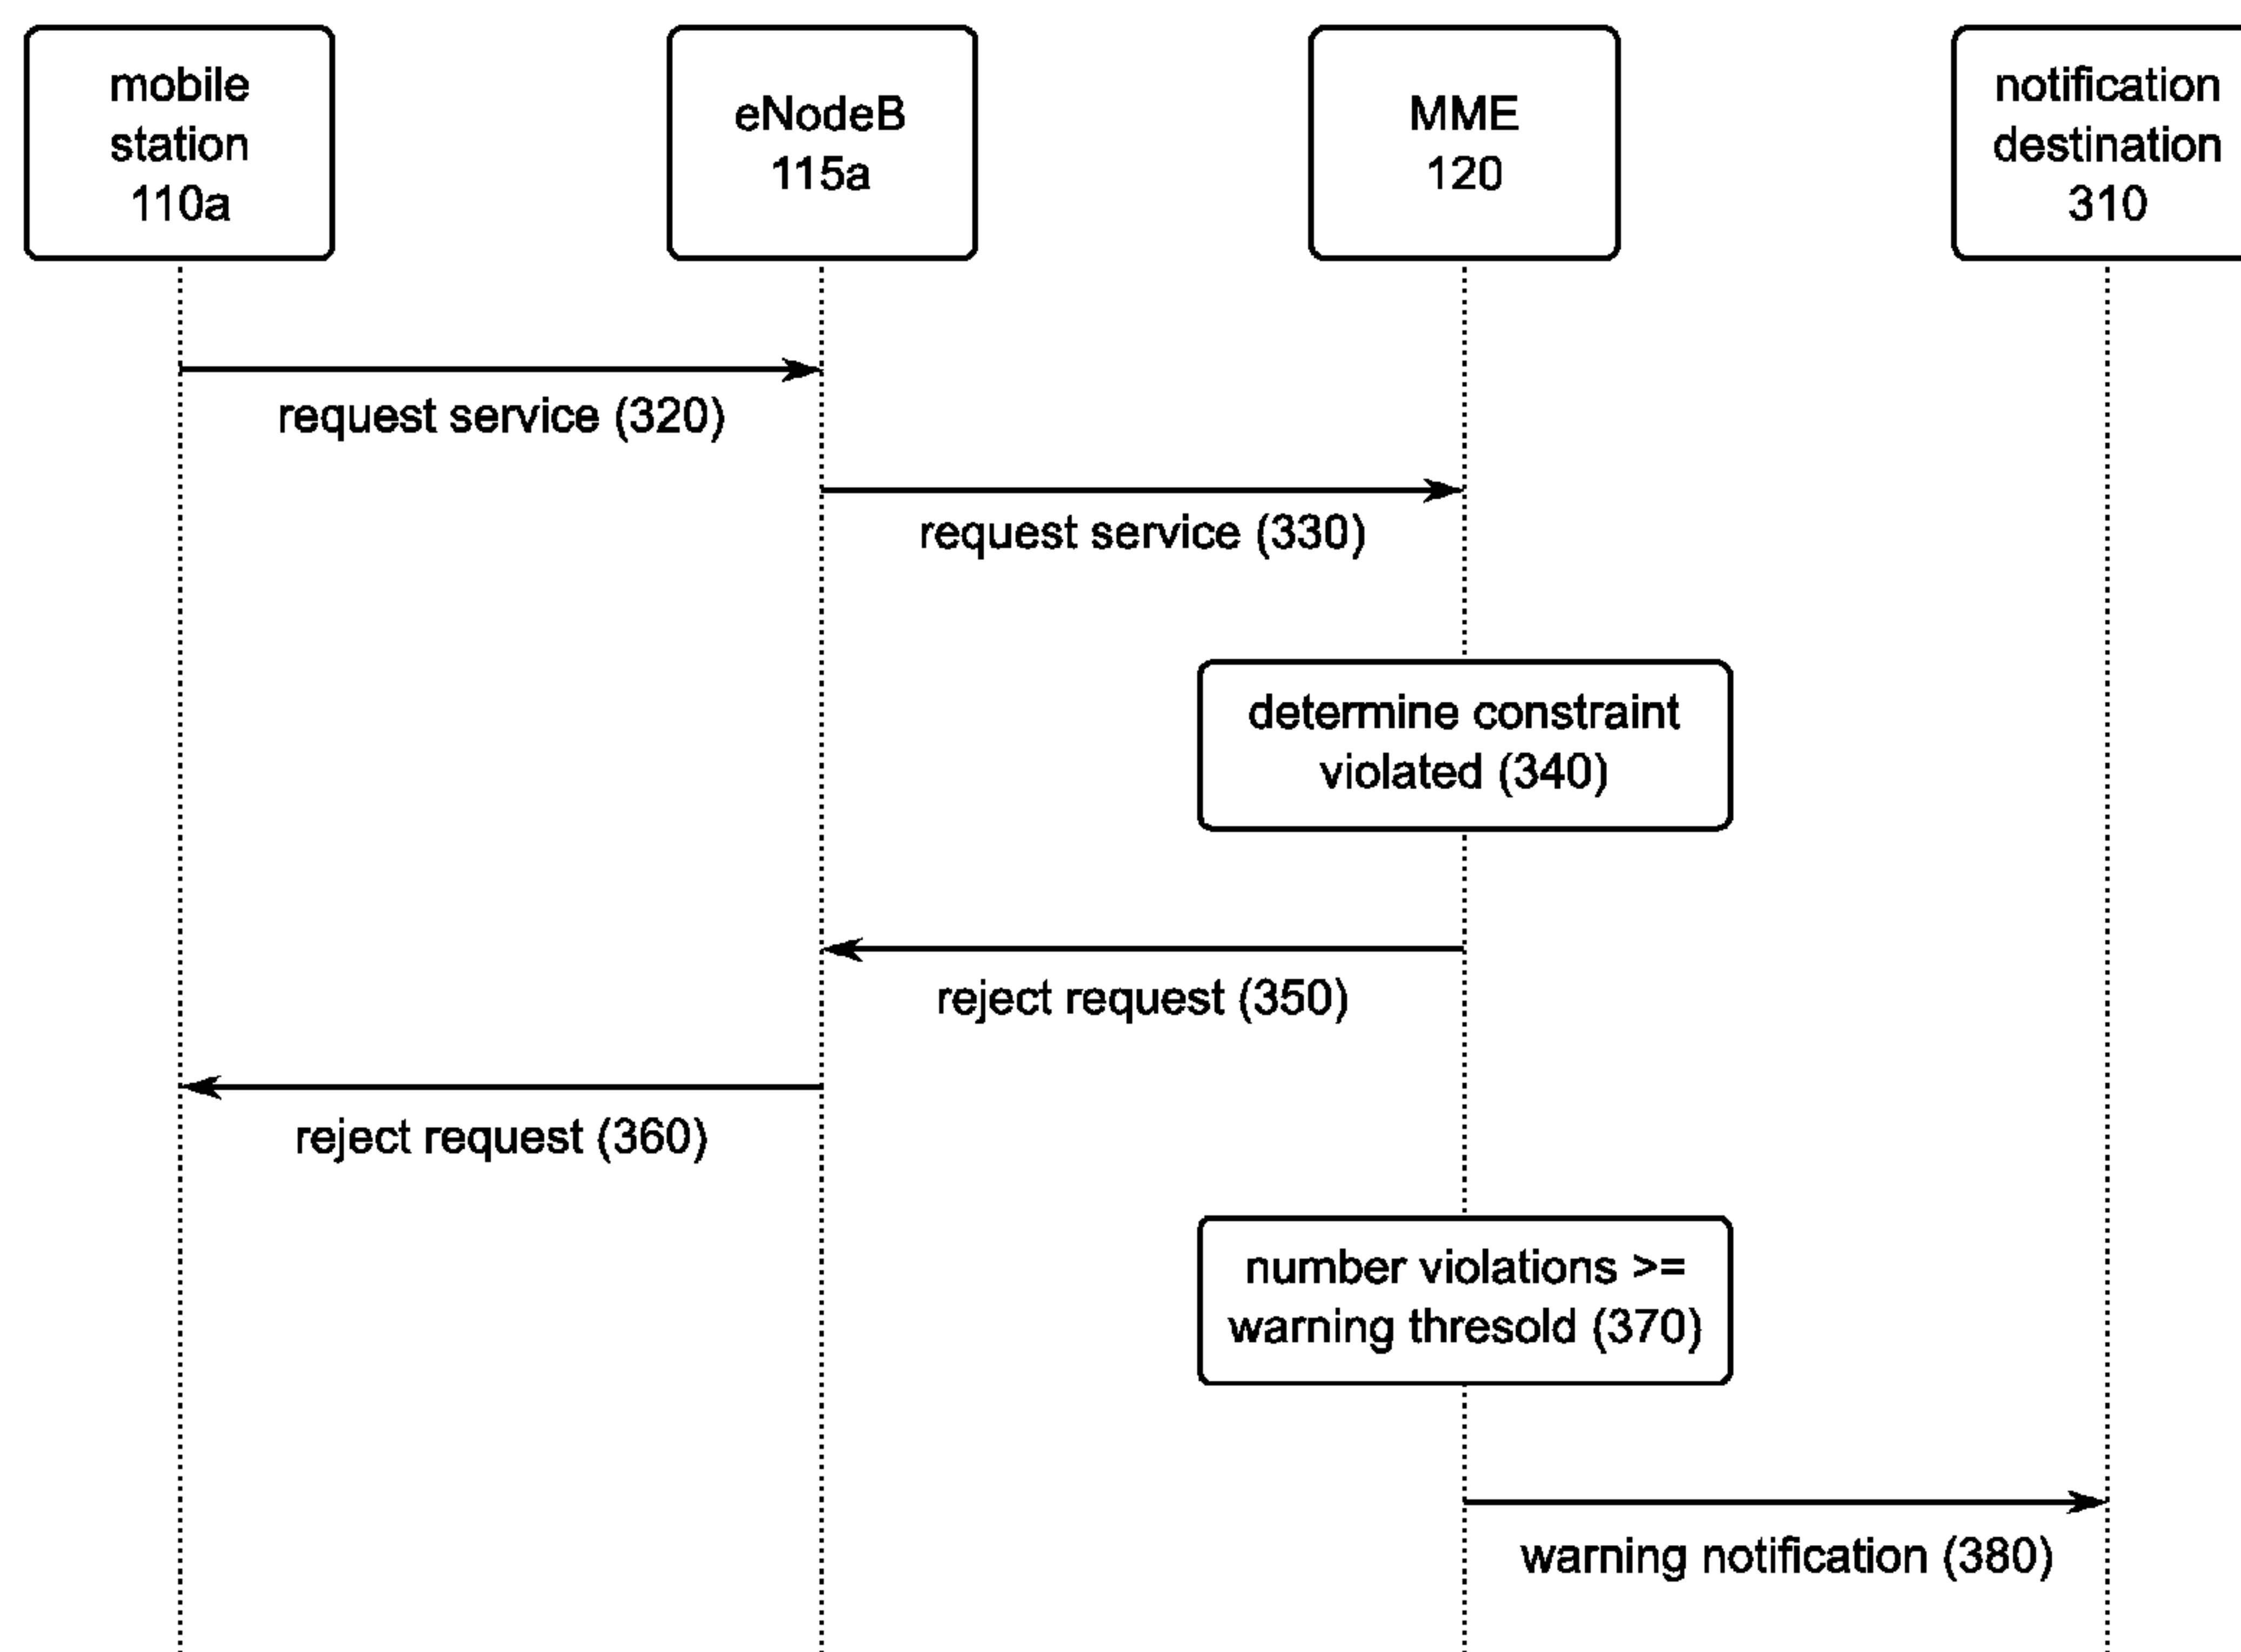 mobile
station
110a
eNodeB
115a
MME
120
notification
destination
310
request service (320)
request service (330)
determine constraint
violated (340)
reject request (350)
reject request (360)
number violations >=
warning thresold (370)
warning notification (380)